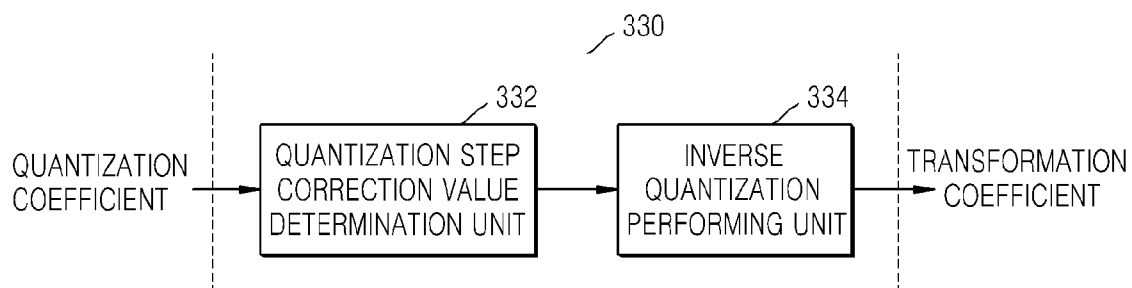 330
332
334
QUANTIZATION
COEFFICIENT
QUANTIZATION STEP
CORRECTION VALUE
DETERMINATION UNIT
INVERSE
QUANTIZATION
PERFORMING UNIT
TRANSFORMATION
COEFFICIENT